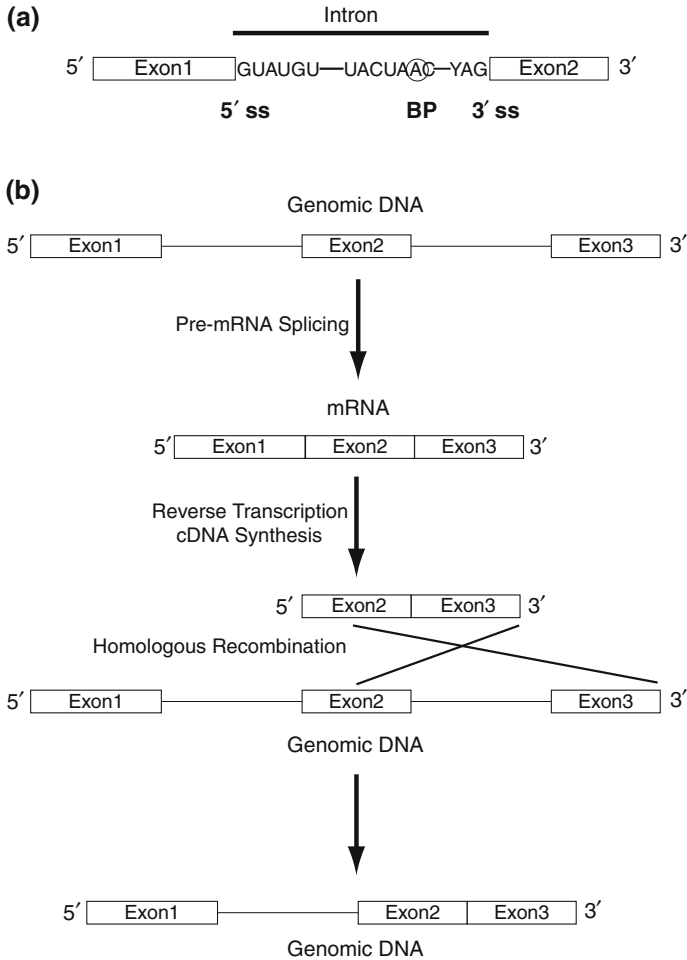 (a)
Intron
5′ Exon1 GUAUGU UACUAAC YAG Exon2 3′
5′ ss BP 3′ ss
(b)
Genomic DNA
5′ Exon1 Exon2 Exon3 3′
Pre-mRNA Splicing
mRNA
5′ Exon1 Exon2 Exon3 3′
Reverse Transcription
cDNA Synthesis
5′ Exon2 Exon3 3′
Homologous Recombination
5′ Exon1 Exon2 Exon3 3′
Genomic DNA
5′ Exon1 Exon2 Exon3 3′
Genomic DNA